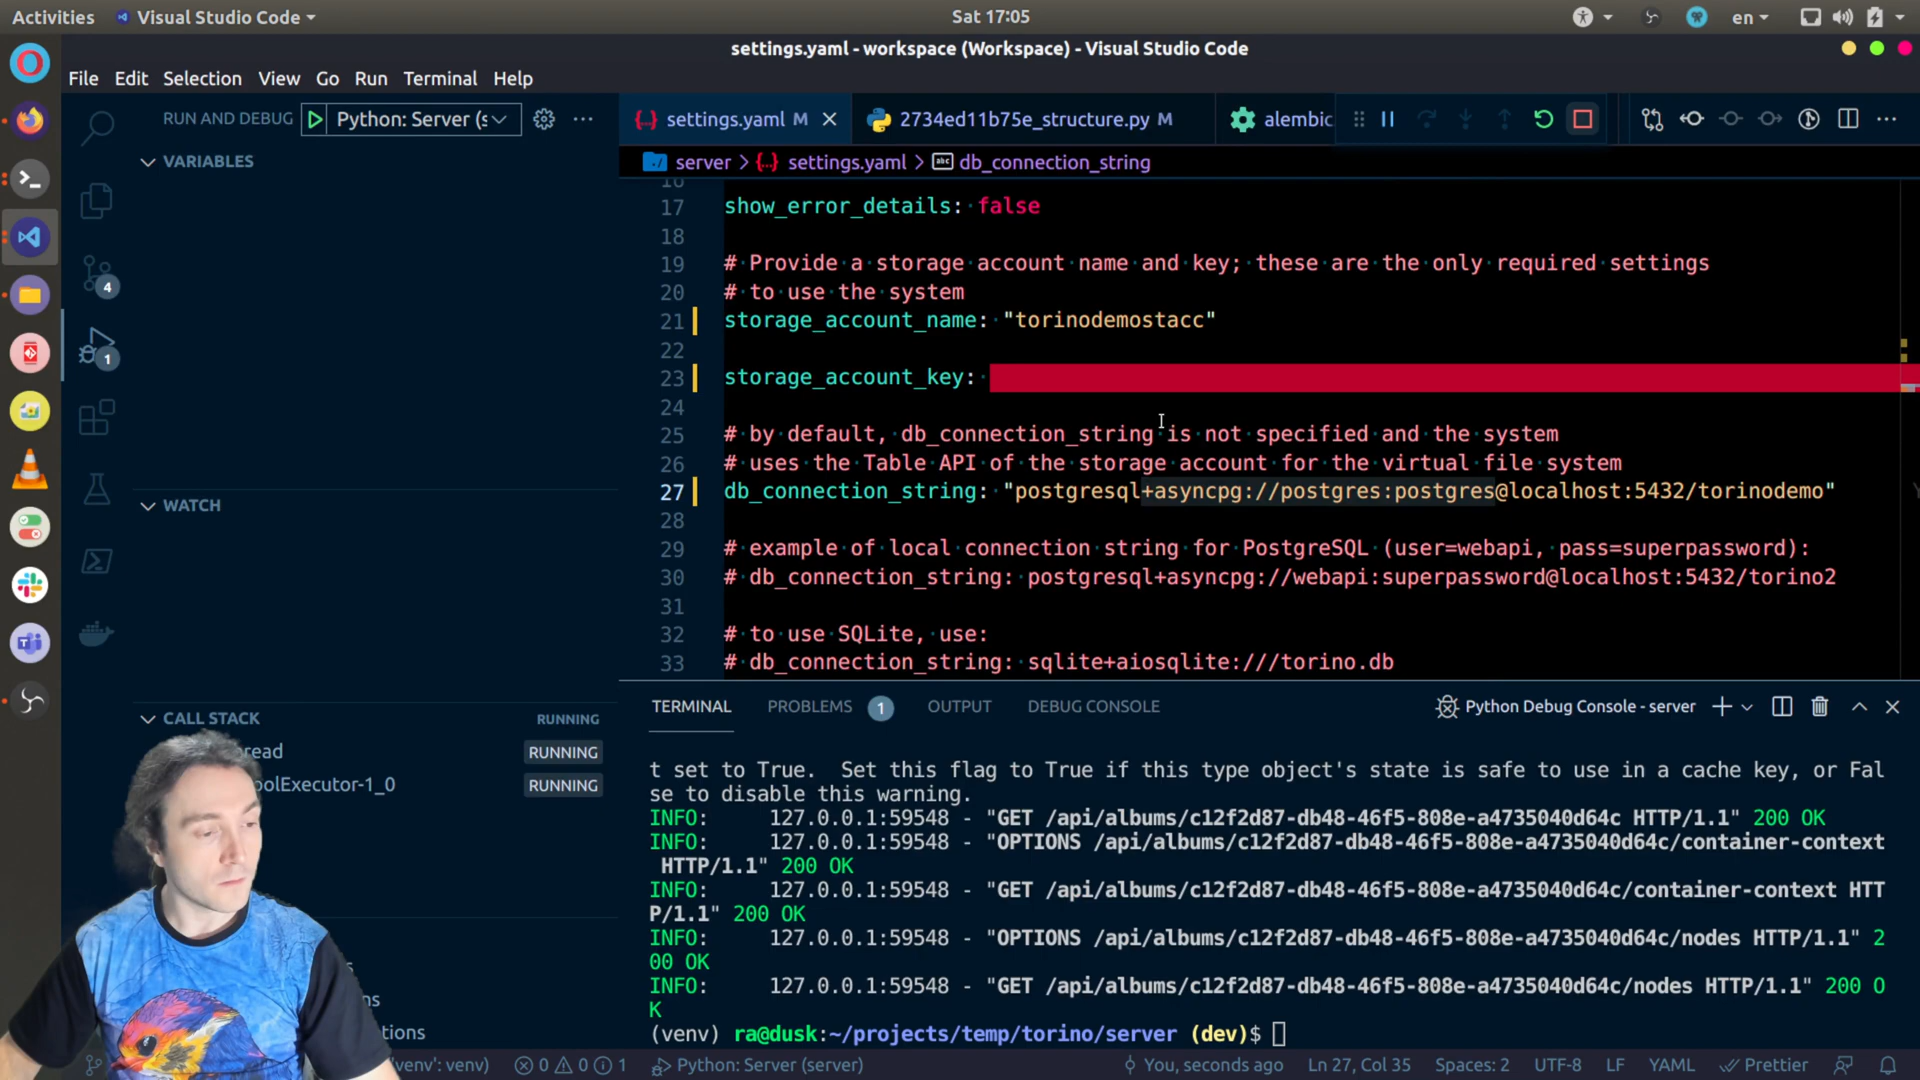 Activities
Visual Studio Code
Sat 17:05
en
settings.yaml - workspace (Workspace) - Visual Studio Code
File Edit Selection View Go Run Terminal Help
RUN AND DEBUG
Python: Server (s
settings.yaml M
2734ed11b75e_structure.py M
alembic
server > settings.yaml > db_connection_string
VARIABLES
4
1
WATCH
CALL STACK
RUNNING
read
RUNNING
oolExecutor-1_0
RUNNING
17 show_error_details: false
18
19 # Provide a storage account name and key; these are the only required settings
20 # to use the system
21 storage_account_name: "torinodemostacc"
22
23 storage_account_key:
24
25 # by default, db_connection_string is not specified and the system
26 # uses the Table API of the storage account for the virtual file system
27 db_connection_string: "postgresql+asyncpg://postgres:postgres@localhost:5432/torinodemo"
28
29 # example of local connection string for PostgreSQL (user=webapi, pass=superpassword):
30 # db_connection_string: postgresql+asyncpg://webapi:superpassword@localhost:5432/torino2
31
32 # to use SQLite, use:
33 # db_connection_string: sqlite+aiosqlite:///torino.db
TERMINAL PROBLEMS 1 OUTPUT DEBUG CONSOLE
Python Debug Console - server
t set to True.  Set this flag to True if this type object's state is safe to use in a cache key, or Fal
se to disable this warning.
INFO:     127.0.0.1:59548 - "GET /api/albums/c12f2d87-db48-46f5-808e-a4735040d64c HTTP/1.1" 200 OK
INFO:     127.0.0.1:59548 - "OPTIONS /api/albums/c12f2d87-db48-46f5-808e-a4735040d64c/container-context
HTTP/1.1" 200 OK
INFO:     127.0.0.1:59548 - "GET /api/albums/c12f2d87-db48-46f5-808e-a4735040d64c/container-context HTT
P/1.1" 200 OK
INFO:     127.0.0.1:59548 - "OPTIONS /api/albums/c12f2d87-db48-46f5-808e-a4735040d64c/nodes HTTP/1.1" 2
00 OK
INFO:     127.0.0.1:59548 - "GET /api/albums/c12f2d87-db48-46f5-808e-a4735040d64c/nodes HTTP/1.1" 200 O
K
(venv) ra@dusk:~/projects/temp/torino/server (dev)$
'venv': venv)
0 0 1
Python: Server (server)
You, seconds ago
Ln 27, Col 35
Spaces: 2
UTF-8
LF
YAML
Prettier